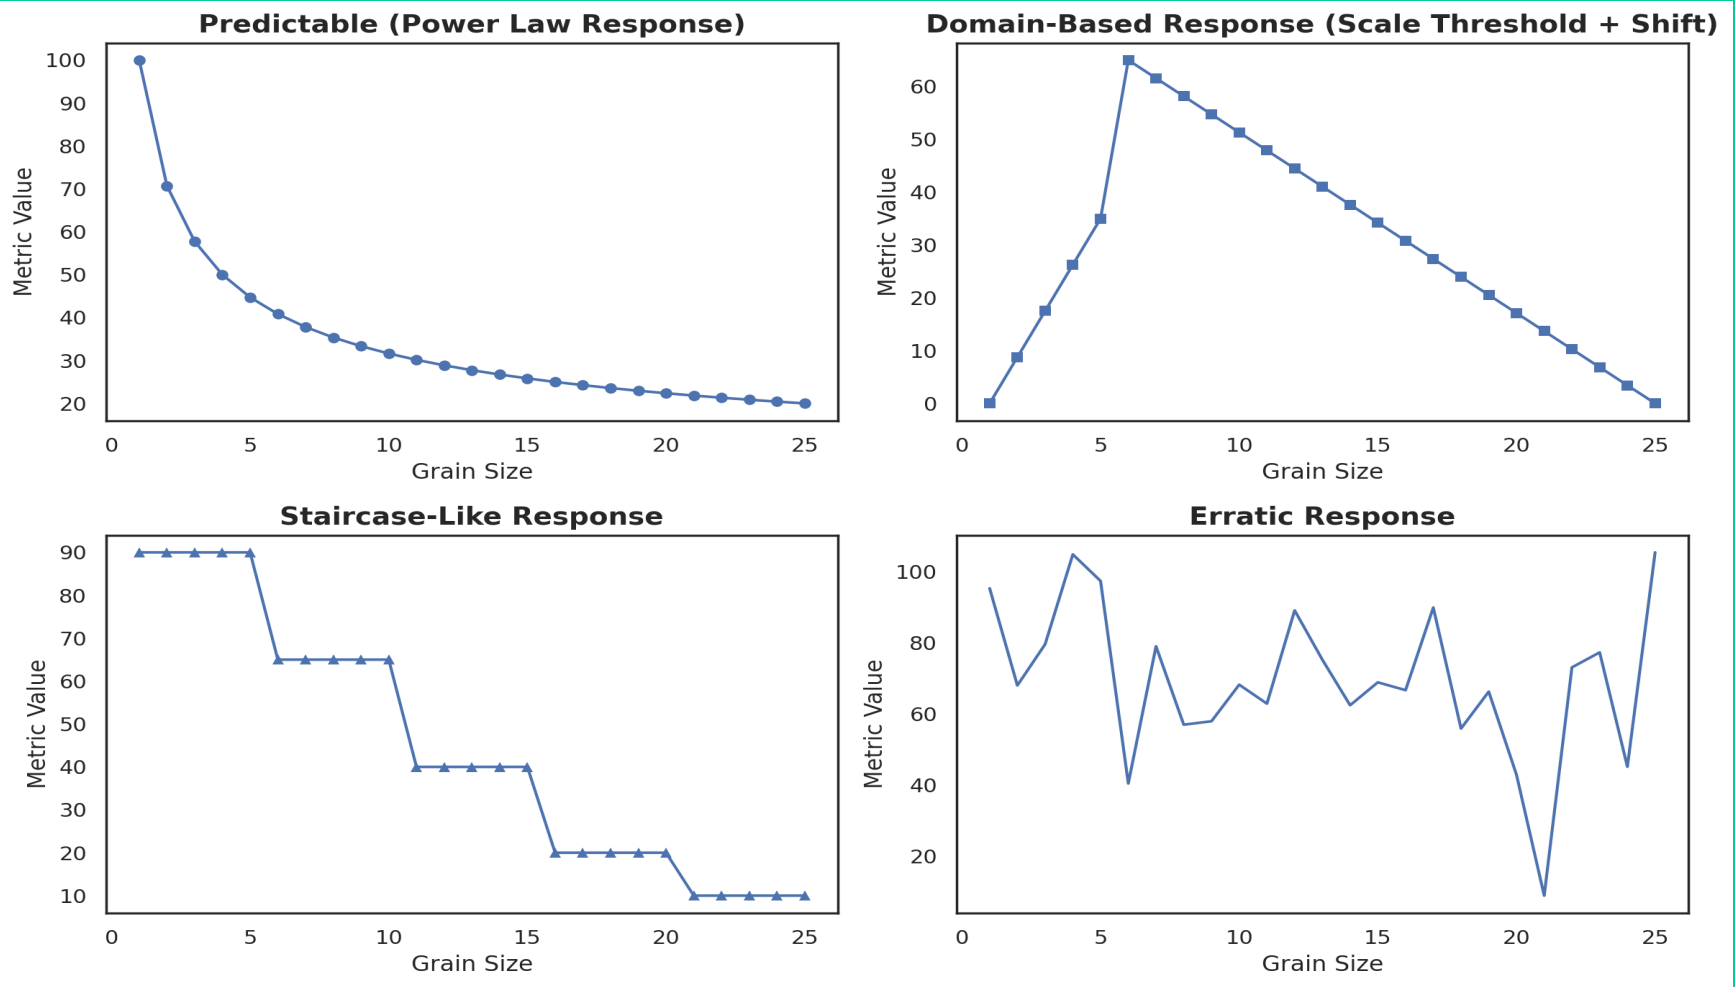 Predictable (Power Law Response)
100
90
80
70
60
50
40
30
20
Metric Value
0 5 10 15 20 25
Grain Size
Domain-Based Response (Scale Threshold + Shift)
60
50
40
30
20
10
0
Metric Value
0 5 10 15 20 25
Grain Size
Staircase-Like Response
90
80
70
60
50
40
30
20
10
Metric Value
0 5 10 15 20 25
Grain Size
Erratic Response
100
80
60
40
20
Metric Value
0 5 10 15 20 25
Grain Size